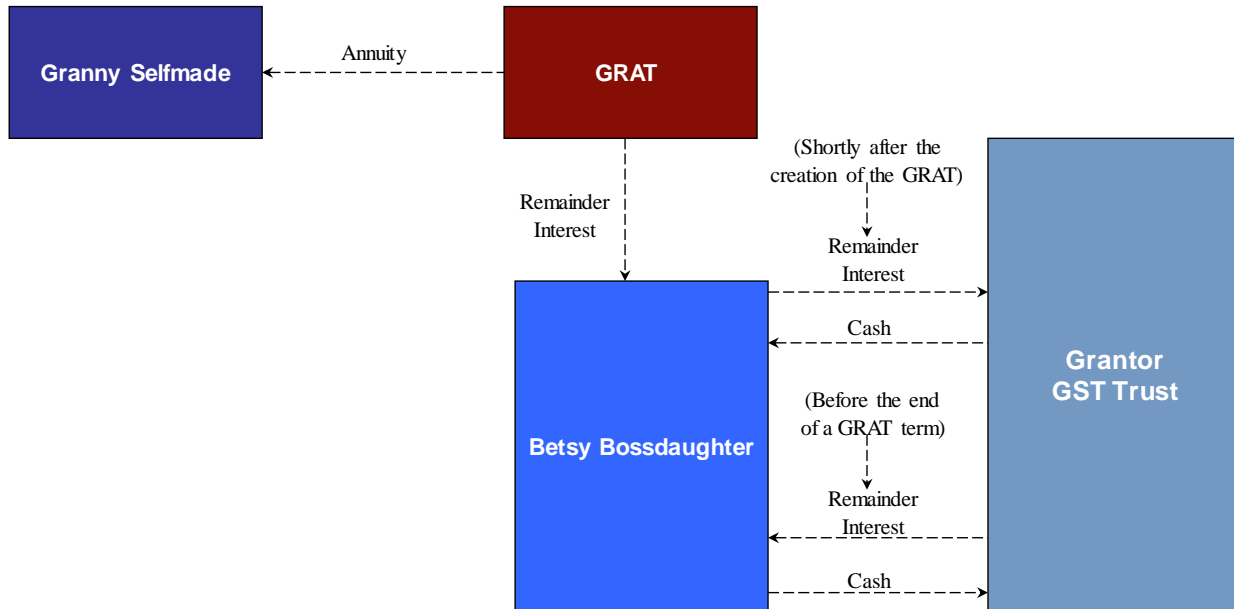 Granny Selfmade
Annuity
GRAT
Remainder
Interest
(Shortly after the
creation of the GRAT)
Remainder
Interest
Cash
Grantor
GST Trust
Betsy Bossdaughter
(Before the end
of a GRAT term)
Remainder
Interest
Cash